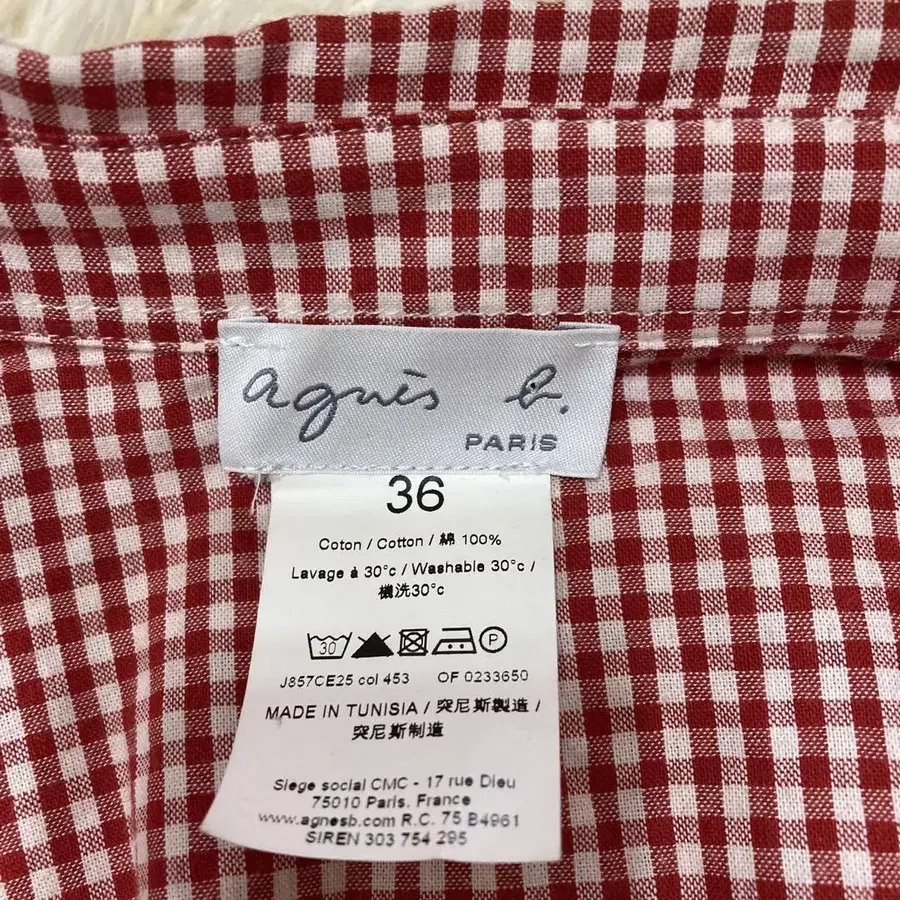 agnès b.
PARIS
36
Coton / Cotton / 綿 100%
Lavage à 30°c / Washable 30°c /
機洗30°c
30 P
J857CE25 col 453 OF 0233650
MADE IN TUNISIA / 突尼斯製造 /
突尼斯制造
Siege social CMC - 17 rue Dieu
75010 Paris, France
www.agnesb.com R.C. 75 B4961
SIREN 303 754 295